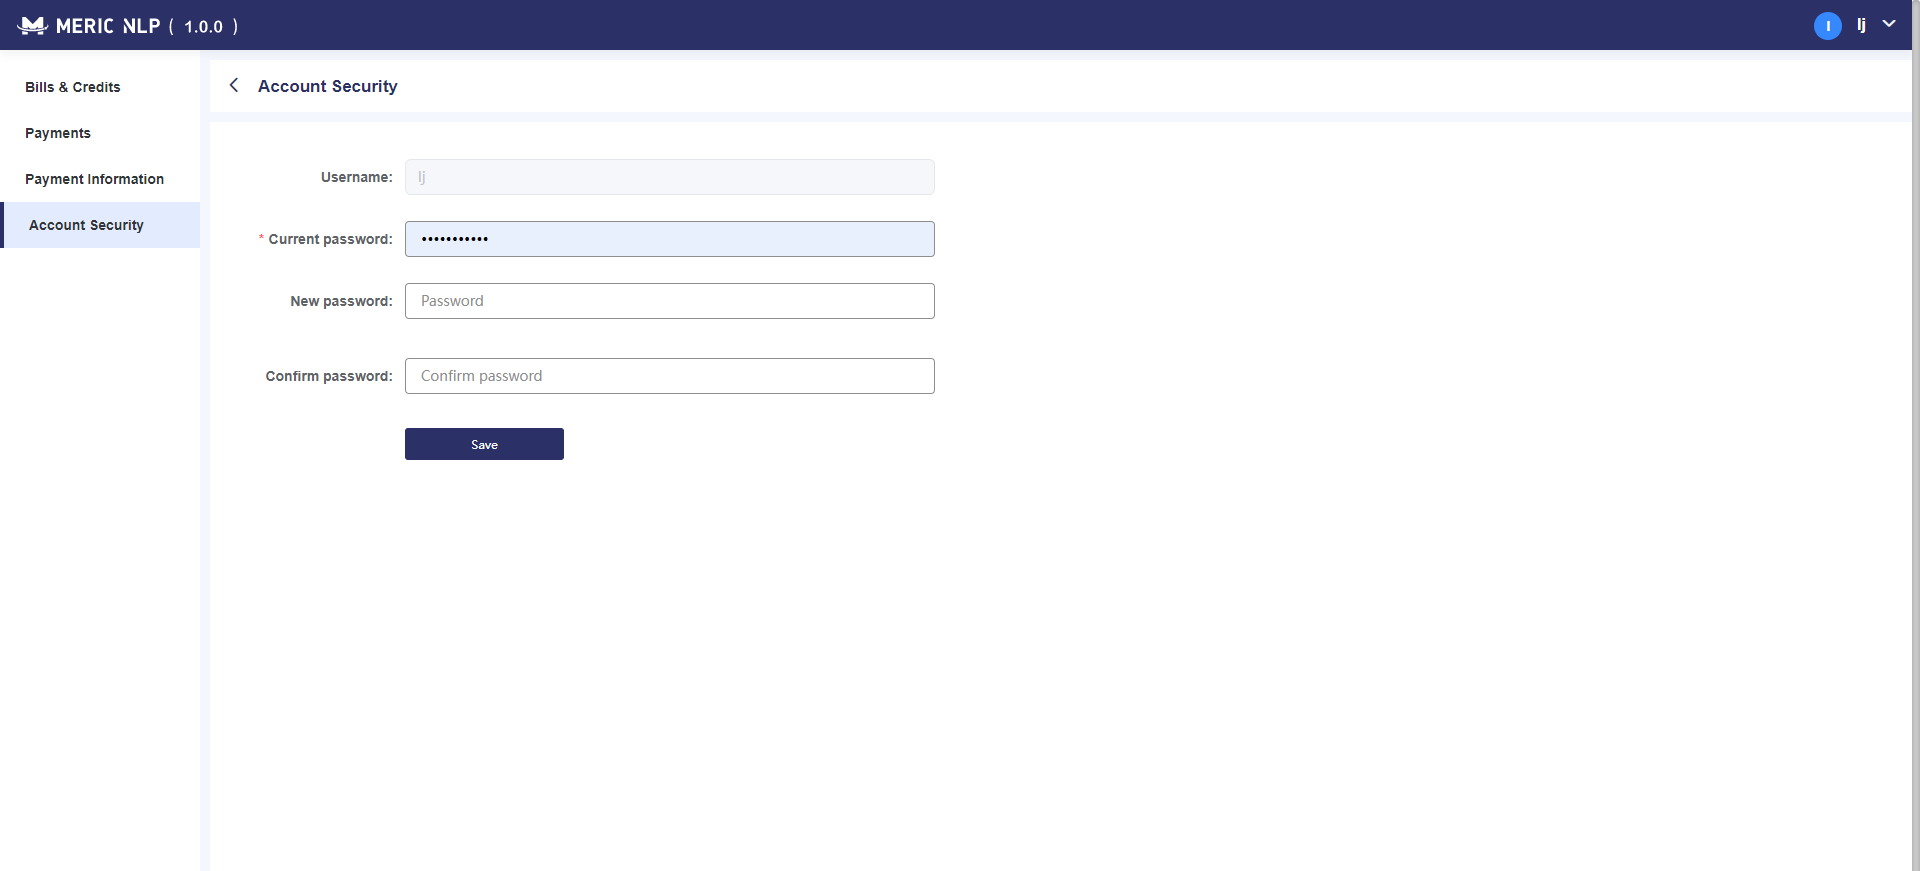 MERIC NLP ( 1.0.0 )
l lj
Bills & Credits
Payments
Payment Information
Account Security
Account Security
Username: lj
* Current password: •••••••••••
New password: Password
Confirm password: Confirm password
Save